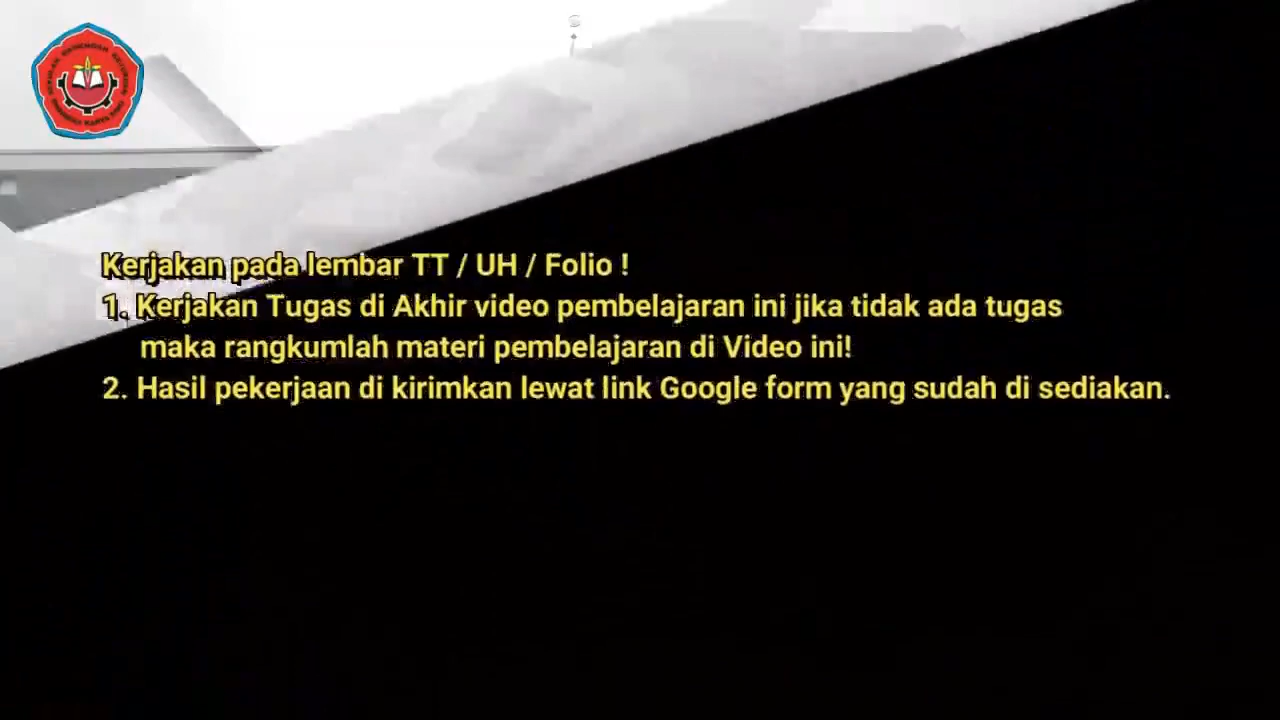 Kerjakan pada lembar TT / UH / Folio !
1. Kerjakan Tugas di Akhir video pembelajaran ini jika tidak ada tugas
maka rangkumlah materi pembelajaran di Video ini!
2. Hasil pekerjaan di kirimkan lewat link Google form yang sudah di sediakan.